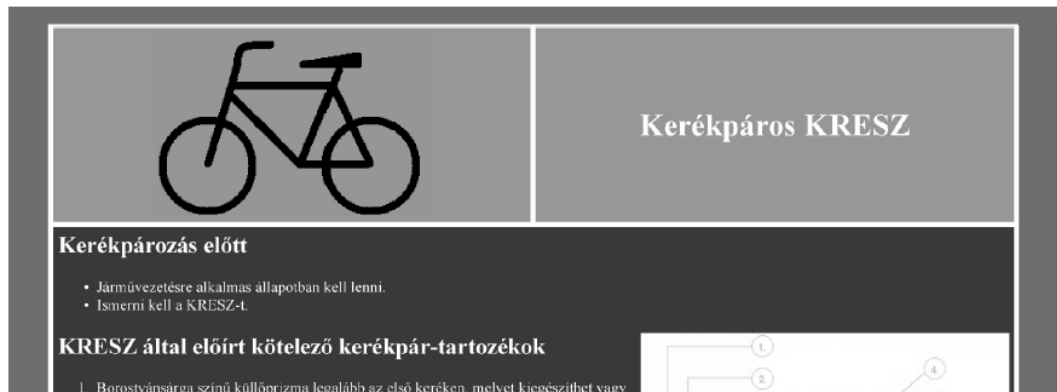 Kerékpáros KRESZ
Kerékpározás előtt
• Járművezetésre alkalmas állapotban kell lenni.
• Ismerni kell a KRESZ-t.
KRESZ által előírt kötelező kerékpár-tartozékok
1. Borostyánsárga színű küllőprizma legalább az első keréken, melyet kiegészíthet vagy
1.
2.
4.